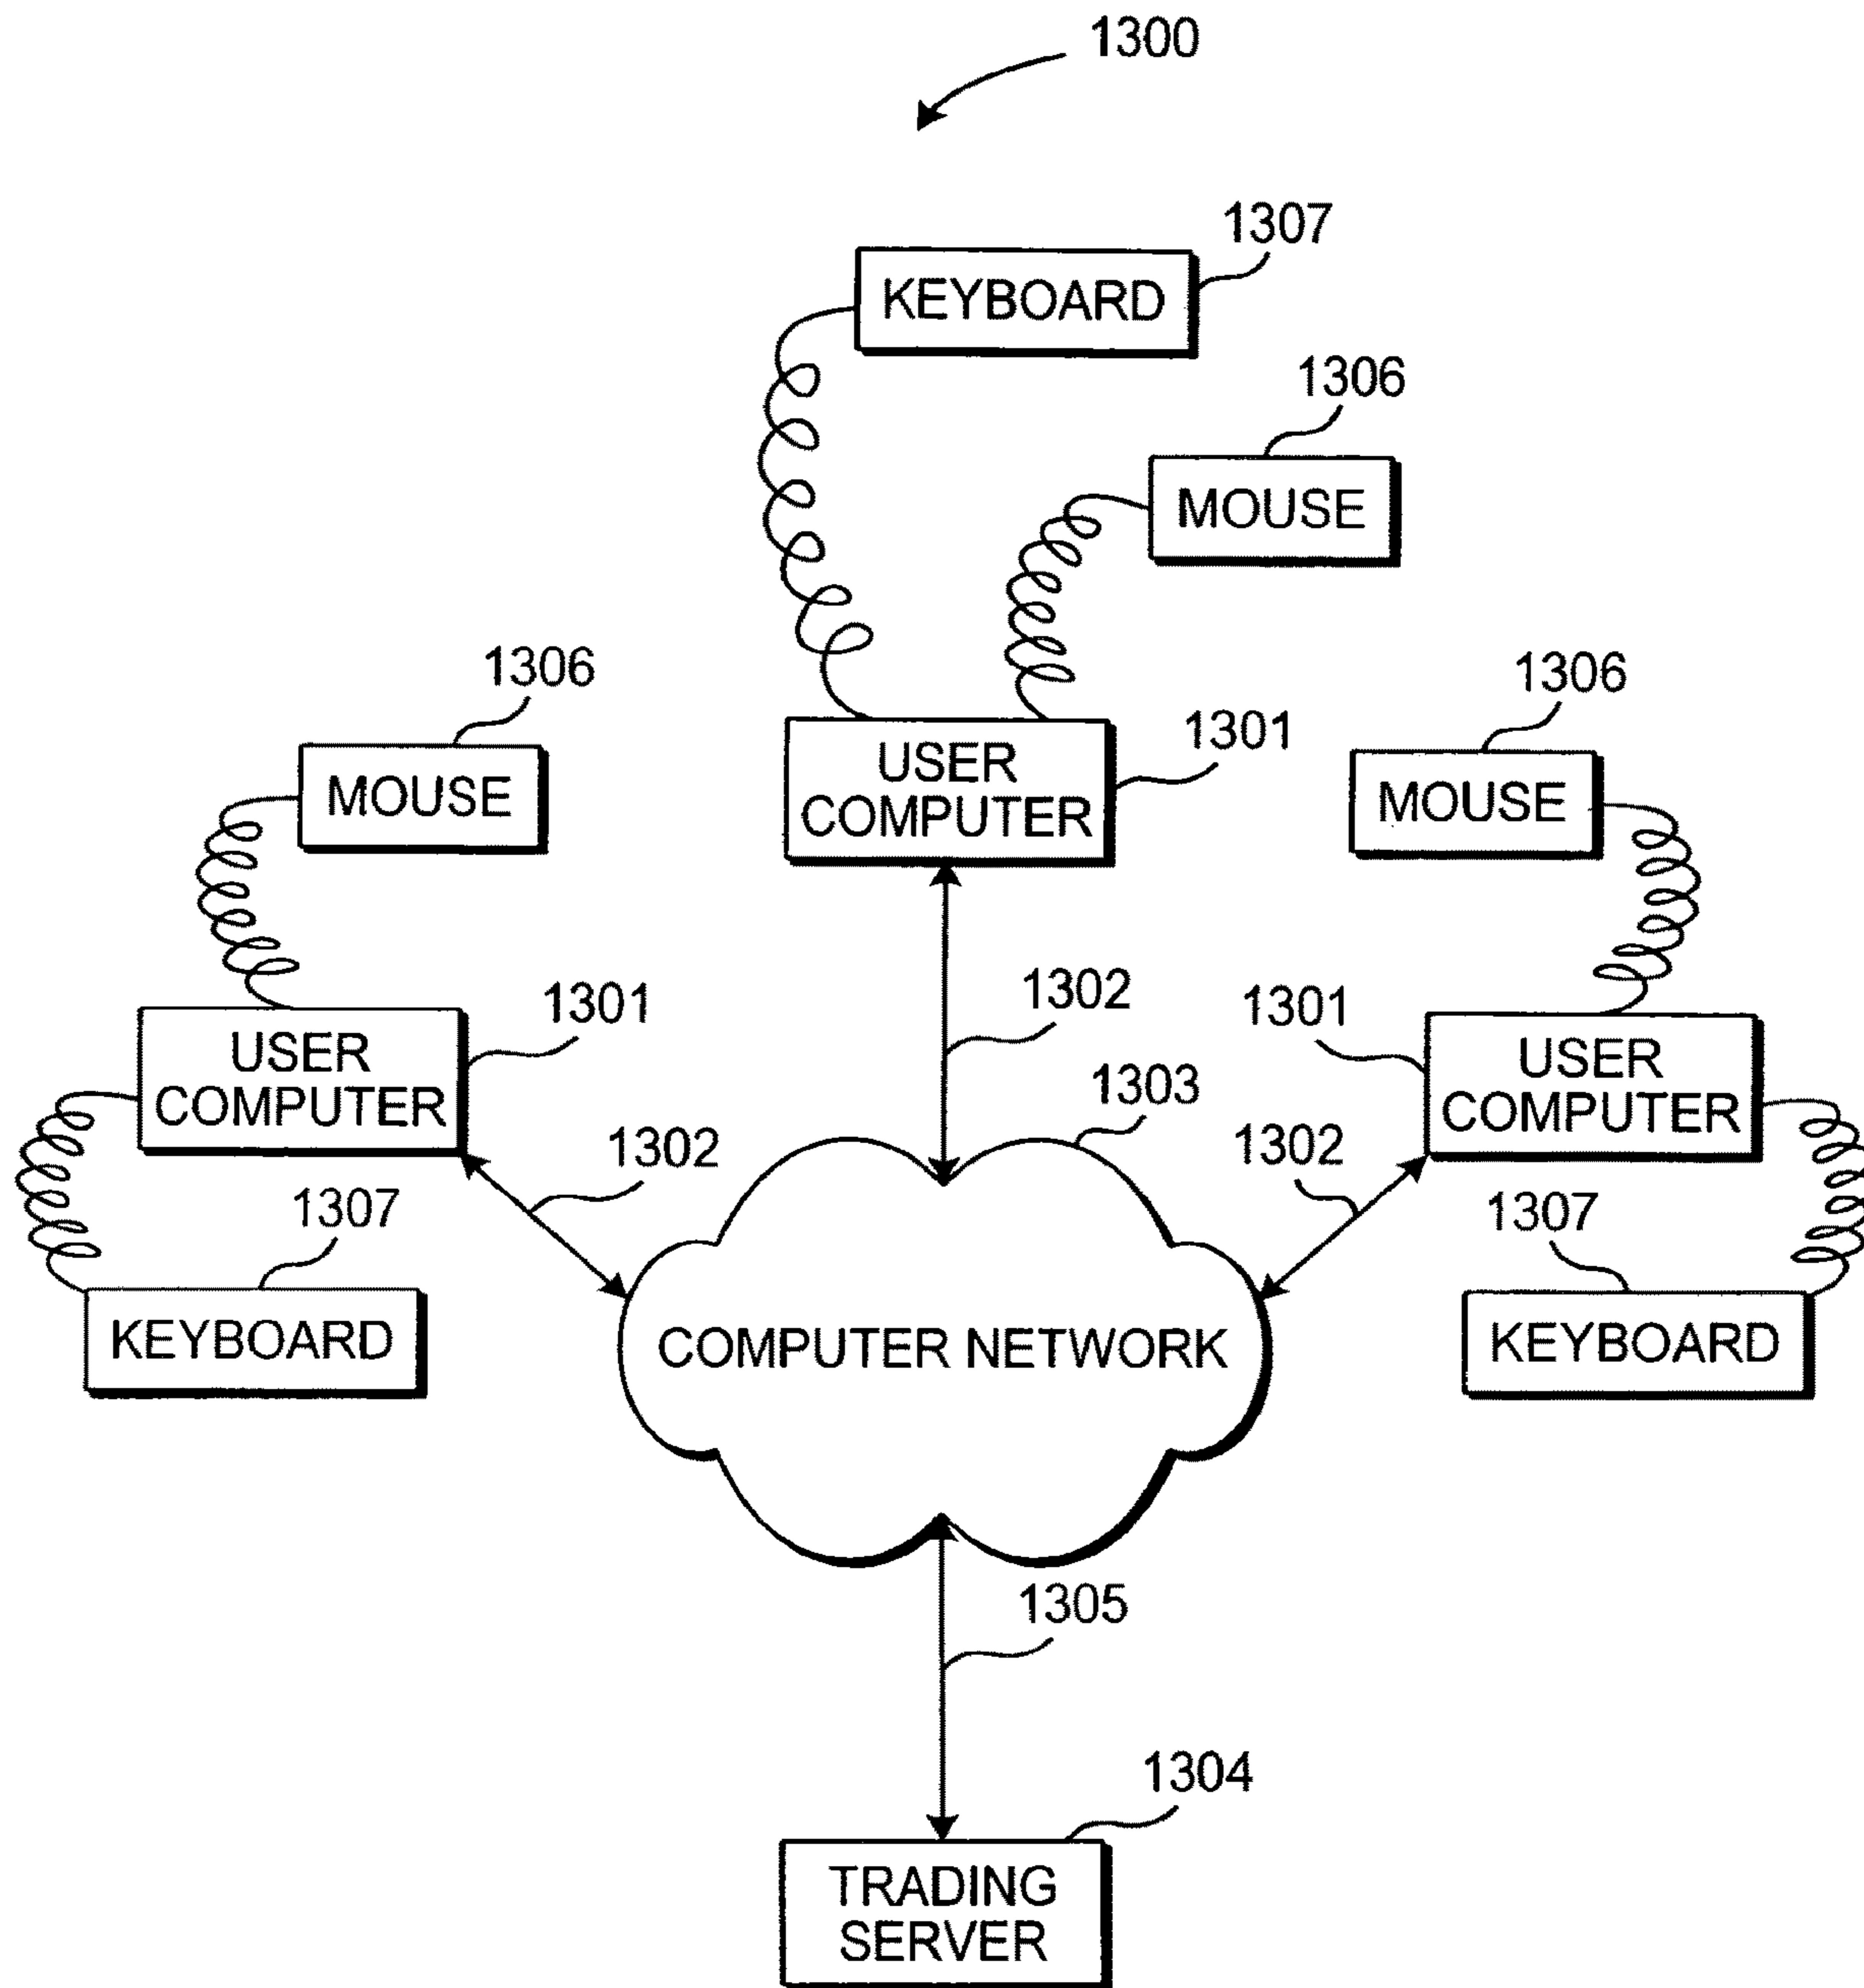 1300
1307
KEYBOARD
1306
MOUSE
1306
MOUSE
1301
USER
COMPUTER
1306
MOUSE
1302
1301
USER
COMPUTER
1301
USER
COMPUTER
1303
1302
1302
1307
KEYBOARD
1307
KEYBOARD
COMPUTER NETWORK
1305
1304
TRADING
SERVER